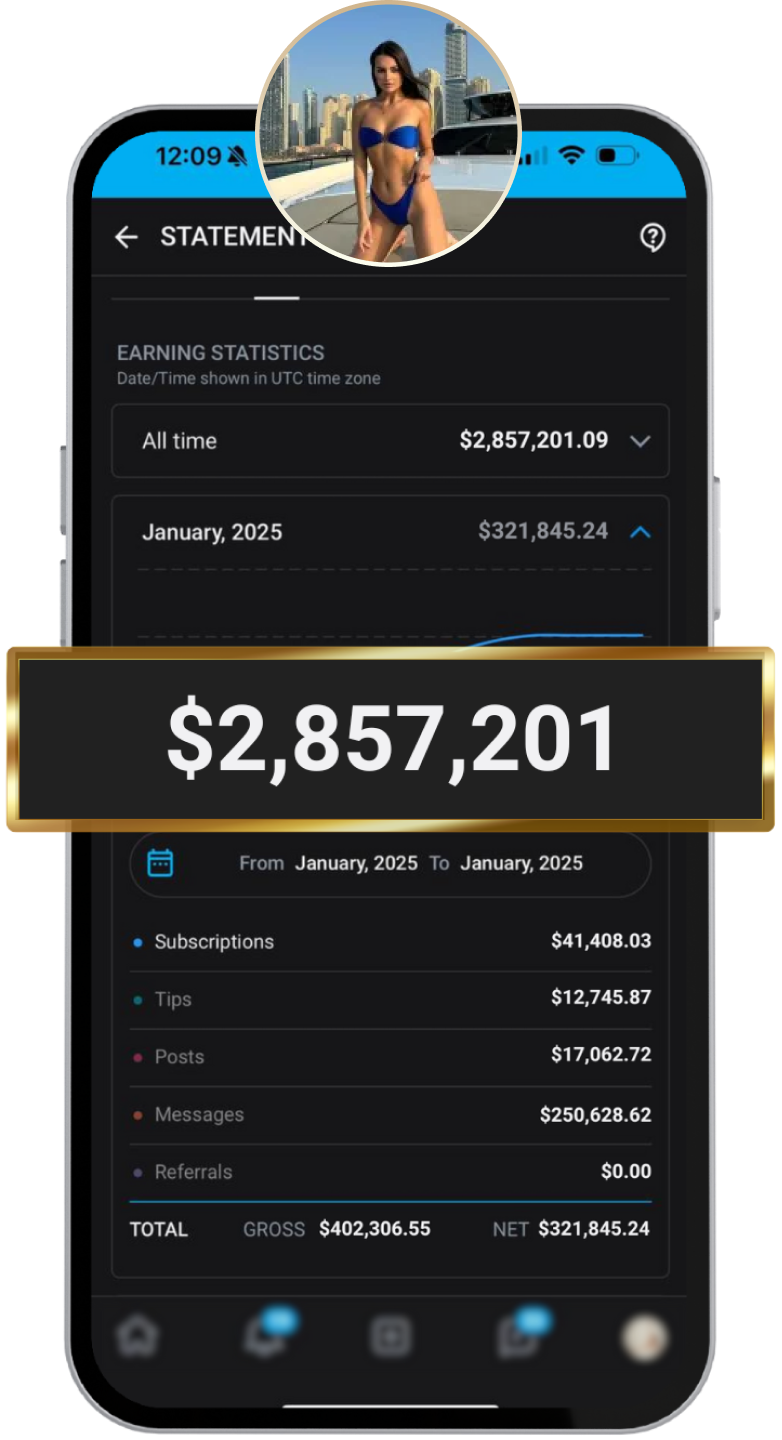 12:09
STATEMENT
EARNING STATISTICS
Date/Time shown in UTC time zone
All time $2,857,201.09
January, 2025 $321,845.24
$2,857,201
From January, 2025 To January, 2025
Subscriptions $41,408.03
Tips $12,745.87
Posts $17,062.72
Messages $250,628.62
Referrals $0.00
TOTAL GROSS $402,306.55 NET $321,845.24